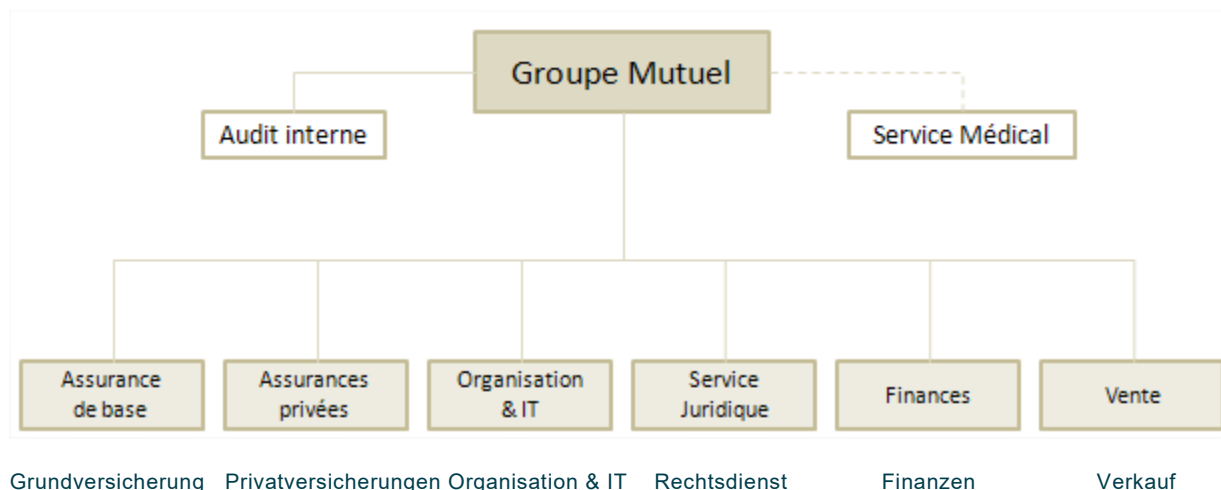 Groupe Mutuel
Audit interne
Service Médical
Assurance
de base
Assurances
privées
Organisation
& IT
Service
Juridique
Finances
Vente
Grundversicherung Privatversicherungen Organisation & IT Rechtsdienst Finanzen Verkauf